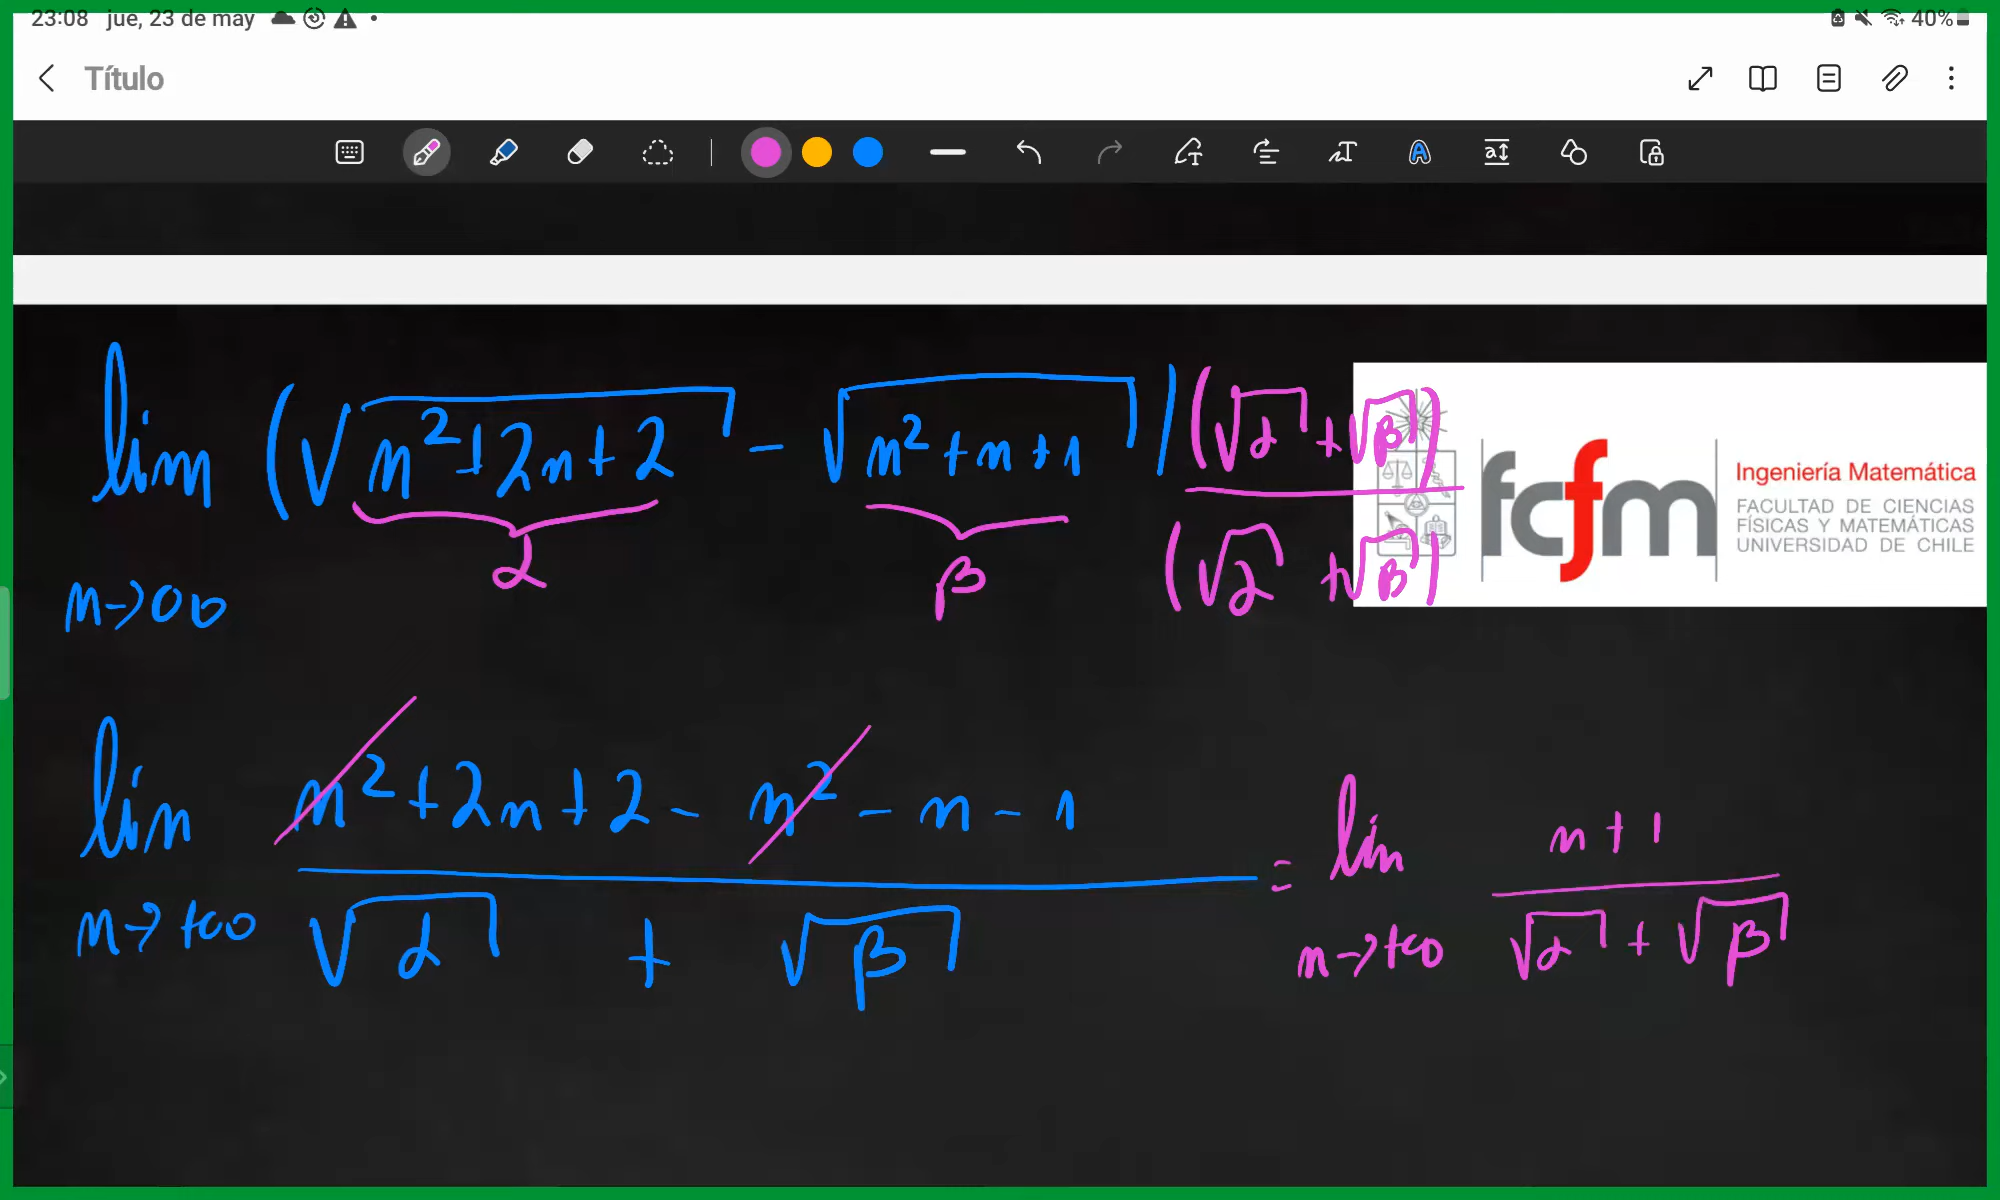 23:08 jue, 23 de may
40%
Título
lim (√(n²+2n+2) - √(n²+n+1)) (√α+√β)/(√α+√β)
α β
n→∞
fcfm
Ingeniería Matemática
FACULTAD DE CIENCIAS
FÍSICAS Y MATEMÁTICAS
UNIVERSIDAD DE CHILE
lim n²+2n+2-n²-n-1 = lim n+1
n→+∞ √α + √β n→+∞ √α+√β